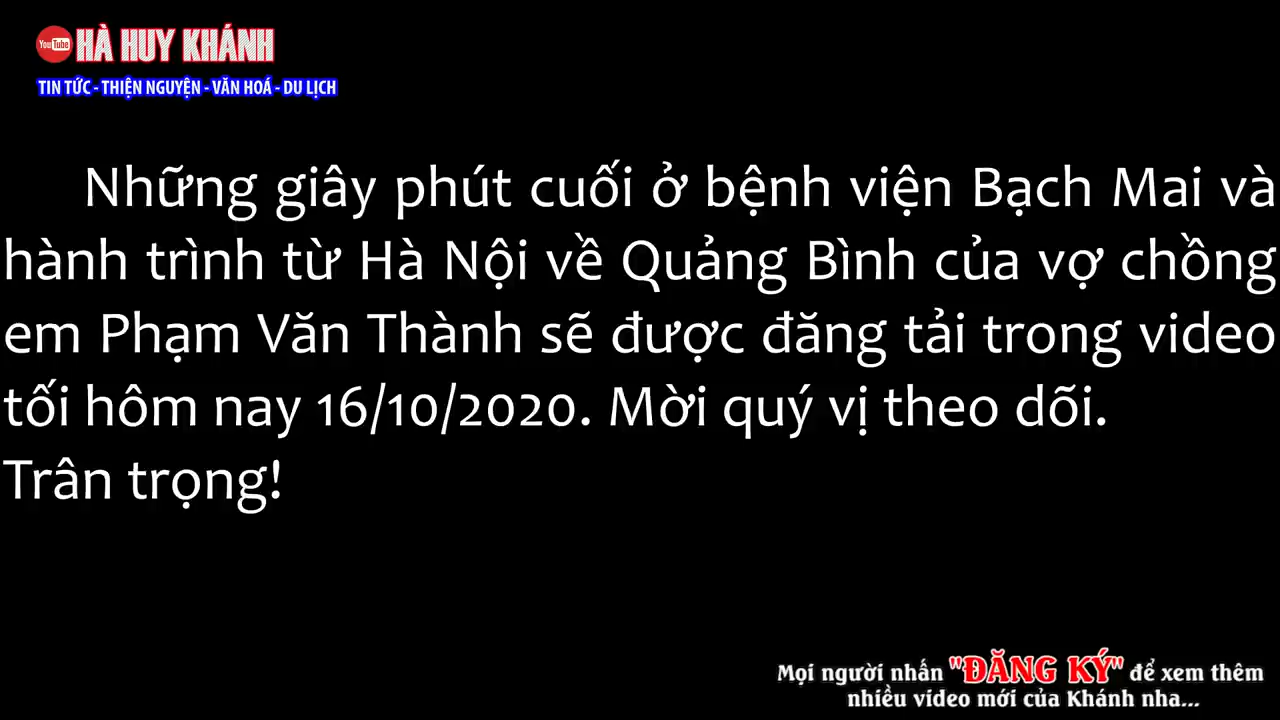 YouTube HÀ HUY KHÁNH
TIN TỨC - THIỆN NGUYỆN - VĂN HOÁ - DU LỊCH
Những giây phút cuối ở bệnh viện Bạch Mai và
hành trình từ Hà Nội về Quảng Bình của vợ chồng
em Phạm Văn Thành sẽ được đăng tải trong video
tối hôm nay 16/10/2020. Mời quý vị theo dõi.
Trân trọng!
Mọi người nhấn "ĐĂNG KÝ" để xem thêm
nhiều video mới của Khánh nha...